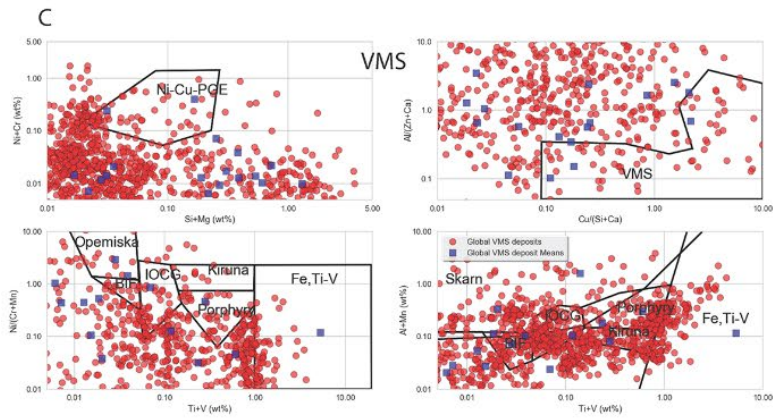 C
VMS
5.00
1.00
0.10
0.01
Ni+Cr (wt%)
Ni-Cu-PGE
0.01
0.10
1.00
5.00
Si+Mg (wt%)
10.0
1.0
0.1
Al/(Zn+Ca)
VMS
0.01
0.10
1.00
10.00
Cu/(Si+Ca)
10.00
1.00
0.10
0.01
Ni/(Cr+Mn)
Opemiska
BIF
IOCG
Kiruna
Porphyry
Fe,Ti-V
0.01
0.10
1.00
10.00
Ti+V (wt%)
10.00
1.00
0.10
0.01
Al+Mn (wt%)
Global VMS deposits
Global VMS deposit Means
Skarn
IOCG
Porphyry
Kiruna
BIF
Fe,Ti-V
0.01
0.10
1.00
10.00
Ti+V (wt%)